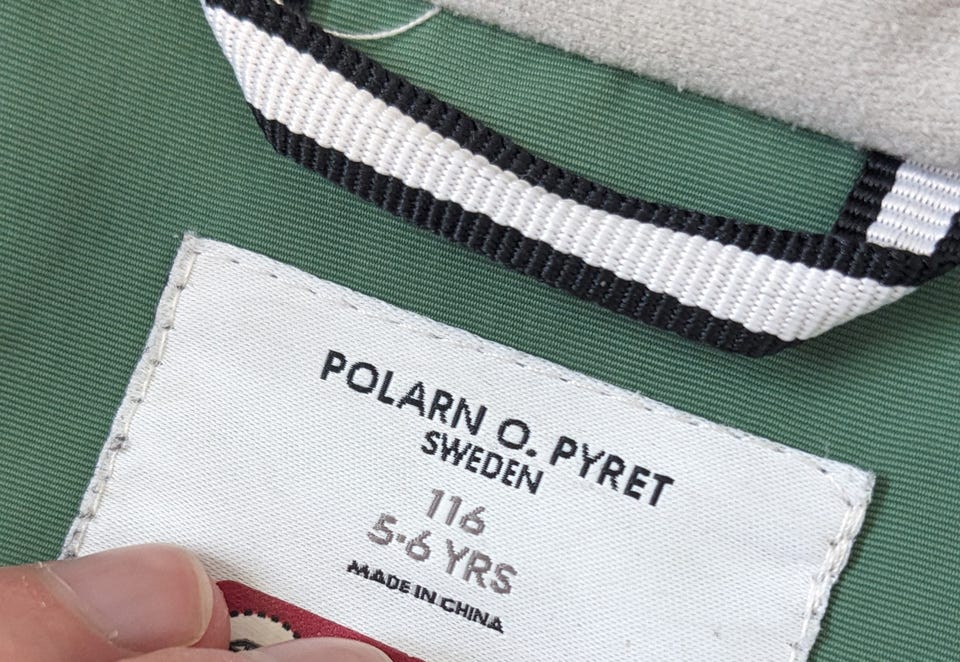 POLARN O. PYRET
SWEDEN
116
5-6 YRS
MADE IN CHINA